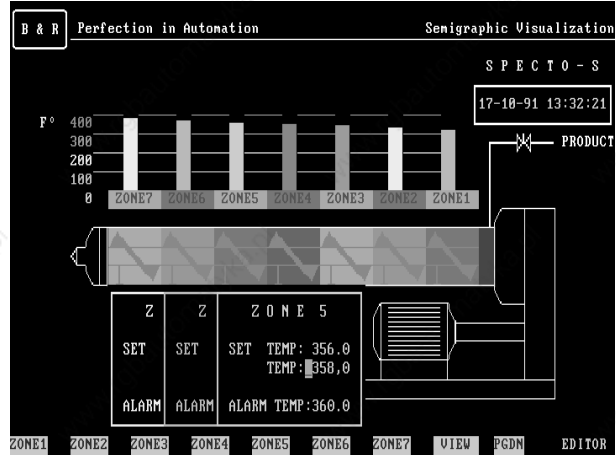 B & R Perfection in Automation Semigraphic Visualization
S P E C T O - S
17-10-91 13:32:21
F° 400
300
200
100
0
PRODUCT
ZONE7 ZONE6 ZONE5 ZONE4 ZONE3 ZONE2 ZONE1
Z Z Z O N E 5
SET SET SET TEMP: 356.0
TEMP: 358,0
ALARM ALARM ALARM TEMP:360.0
ZONE1 ZONE2 ZONE3 ZONE4 ZONE5 ZONE6 ZONE7 VIEW PGDN EDITOR